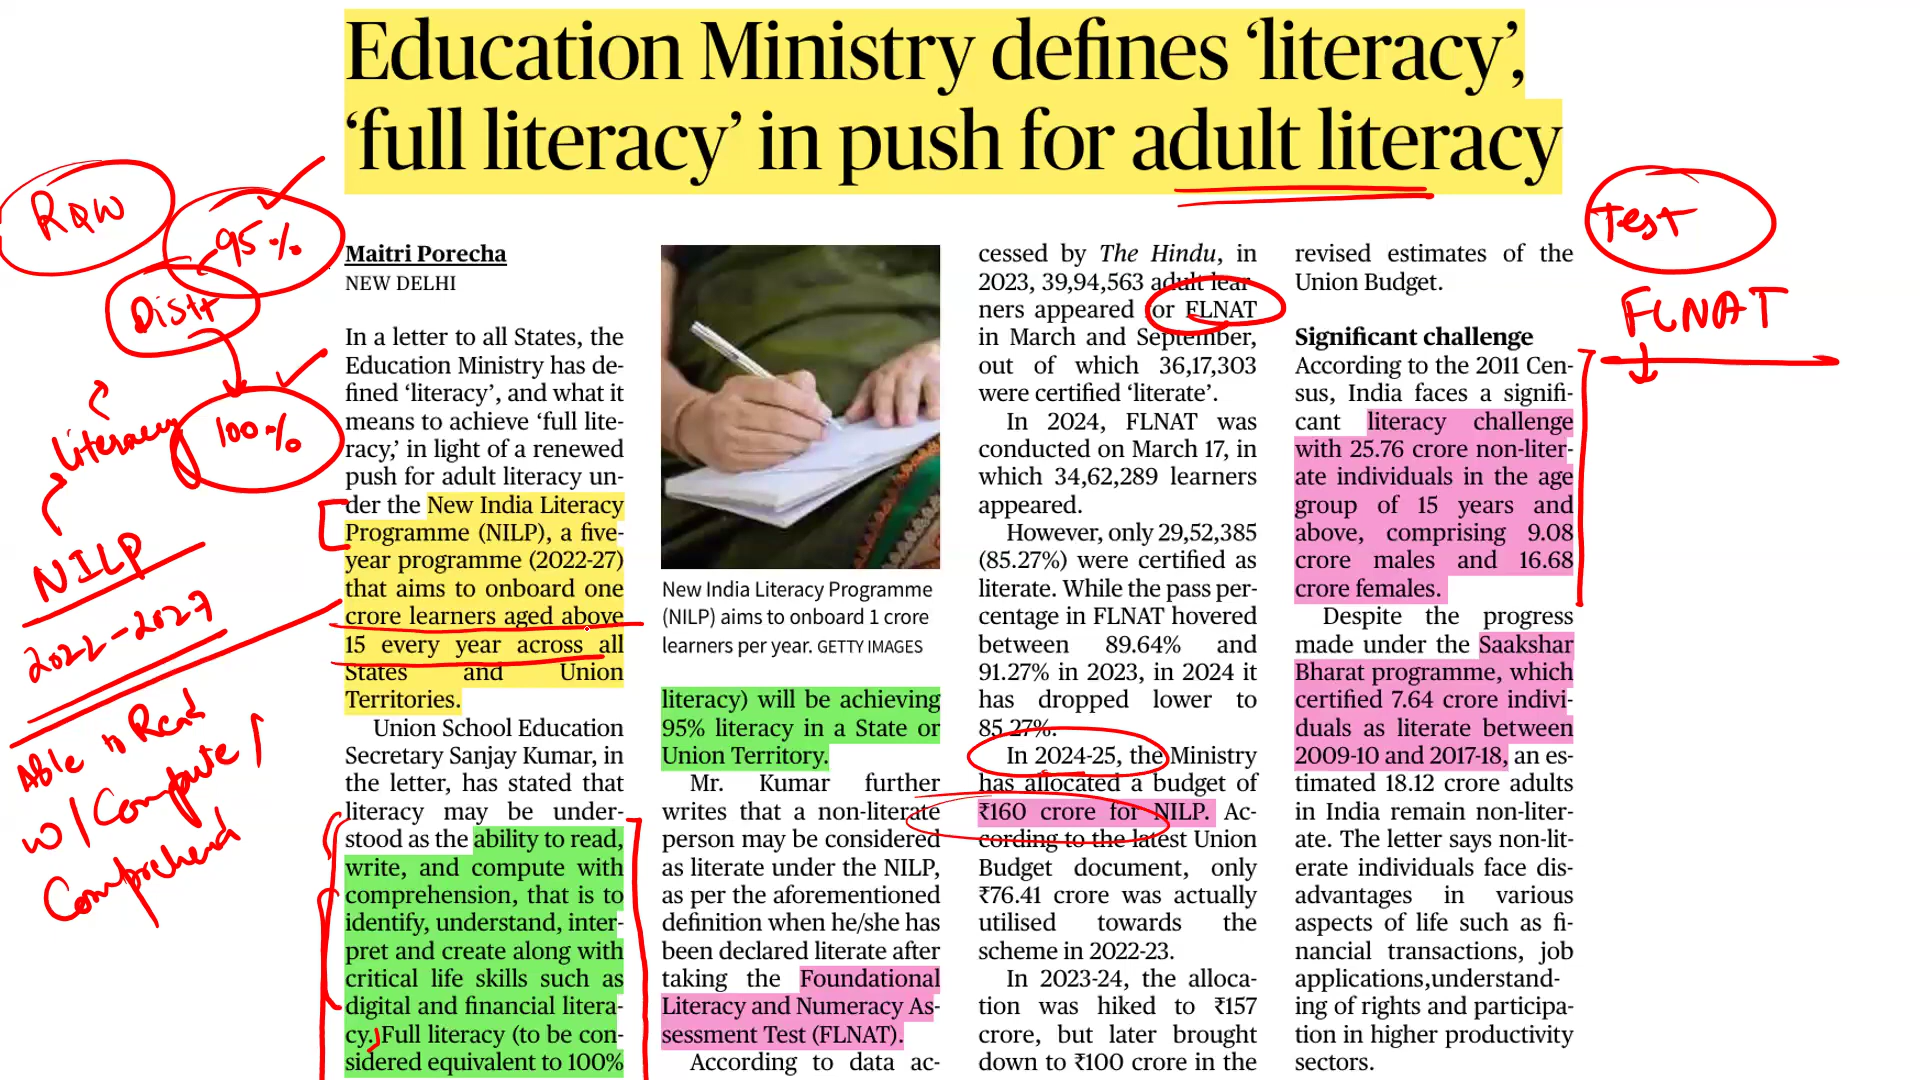 Education Ministry defines ‘literacy’,
‘full literacy’ in push for adult literacy
RQW
95%
Distt
100%
literacy
NILP
2022-2027
Able to Read
w/Compute
Comprehend
Maitri Porecha
NEW DELHI
In a letter to all States, the
Education Ministry has de-
fined ‘literacy’, and what it
means to achieve ‘full lite-
racy,’ in light of a renewed
push for adult literacy un-
der the New India Literacy
Programme (NILP), a five-
year programme (2022-27)
that aims to onboard one
crore learners aged above
15 every year across all
States and Union
Territories.
Union School Education
Secretary Sanjay Kumar, in
the letter, has stated that
literacy may be under-
stood as the ability to read,
write, and compute with
comprehension, that is to
identify, understand, inter-
pret and create along with
critical life skills such as
digital and financial litera-
cy. Full literacy (to be con-
sidered equivalent to 100%
New India Literacy Programme
(NILP) aims to onboard 1 crore
learners per year. GETTY IMAGES
literacy) will be achieving
95% literacy in a State or
Union Territory.
Mr. Kumar further
writes that a non-literate
person may be considered
as literate under the NILP,
as per the aforementioned
definition when he/she has
been declared literate after
taking the Foundational
Literacy and Numeracy As-
sessment Test (FLNAT).
According to data ac-
cessed by The Hindu, in
2023, 39,94,563 adult lear-
ners appeared for FLNAT
in March and September,
out of which 36,17,303
were certified ‘literate’.
In 2024, FLNAT was
conducted on March 17, in
which 34,62,289 learners
appeared.
However, only 29,52,385
(85.27%) were certified as
literate. While the pass per-
centage in FLNAT hovered
between 89.64% and
91.27% in 2023, in 2024 it
has dropped lower to
85.27%.
In 2024-25, the Ministry
has allocated a budget of
₹160 crore for NILP. Ac-
cording to the latest Union
Budget document, only
₹76.41 crore was actually
utilised towards the
scheme in 2022-23.
In 2023-24, the alloca-
tion was hiked to ₹157
crore, but later brought
down to ₹100 crore in the
revised estimates of the
Union Budget.
Significant challenge
According to the 2011 Cen-
sus, India faces a signifi-
cant literacy challenge
with 25.76 crore non-liter-
ate individuals in the age
group of 15 years and
above, comprising 9.08
crore males and 16.68
crore females.
Despite the progress
made under the Saakshar
Bharat programme, which
certified 7.64 crore indivi-
duals as literate between
2009-10 and 2017-18, an es-
timated 18.12 crore adults
in India remain non-liter-
ate. The letter says non-lit-
erate individuals face dis-
advantages in various
aspects of life such as fi-
nancial transactions, job
applications,understand-
ing of rights and participa-
tion in higher productivity
sectors.
Test
FLNAT